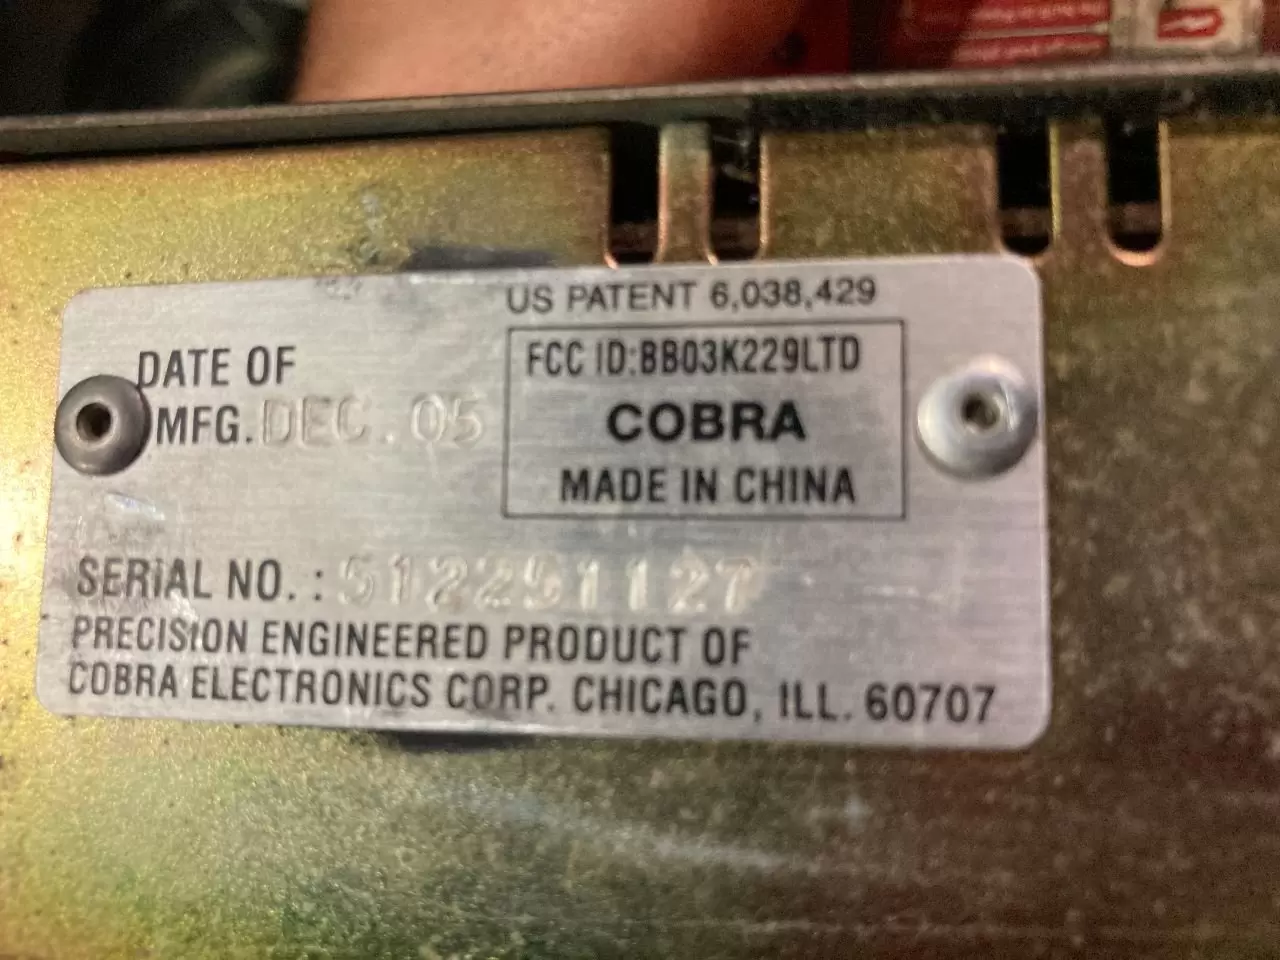 US PATENT 6,038,429
DATE OF
MFG. DEC. 05
FCC ID:BB03K229LTD
COBRA
MADE IN CHINA
SERIAL NO. : 512291127
PRECISION ENGINEERED PRODUCT OF
COBRA ELECTRONICS CORP. CHICAGO, ILL. 60707